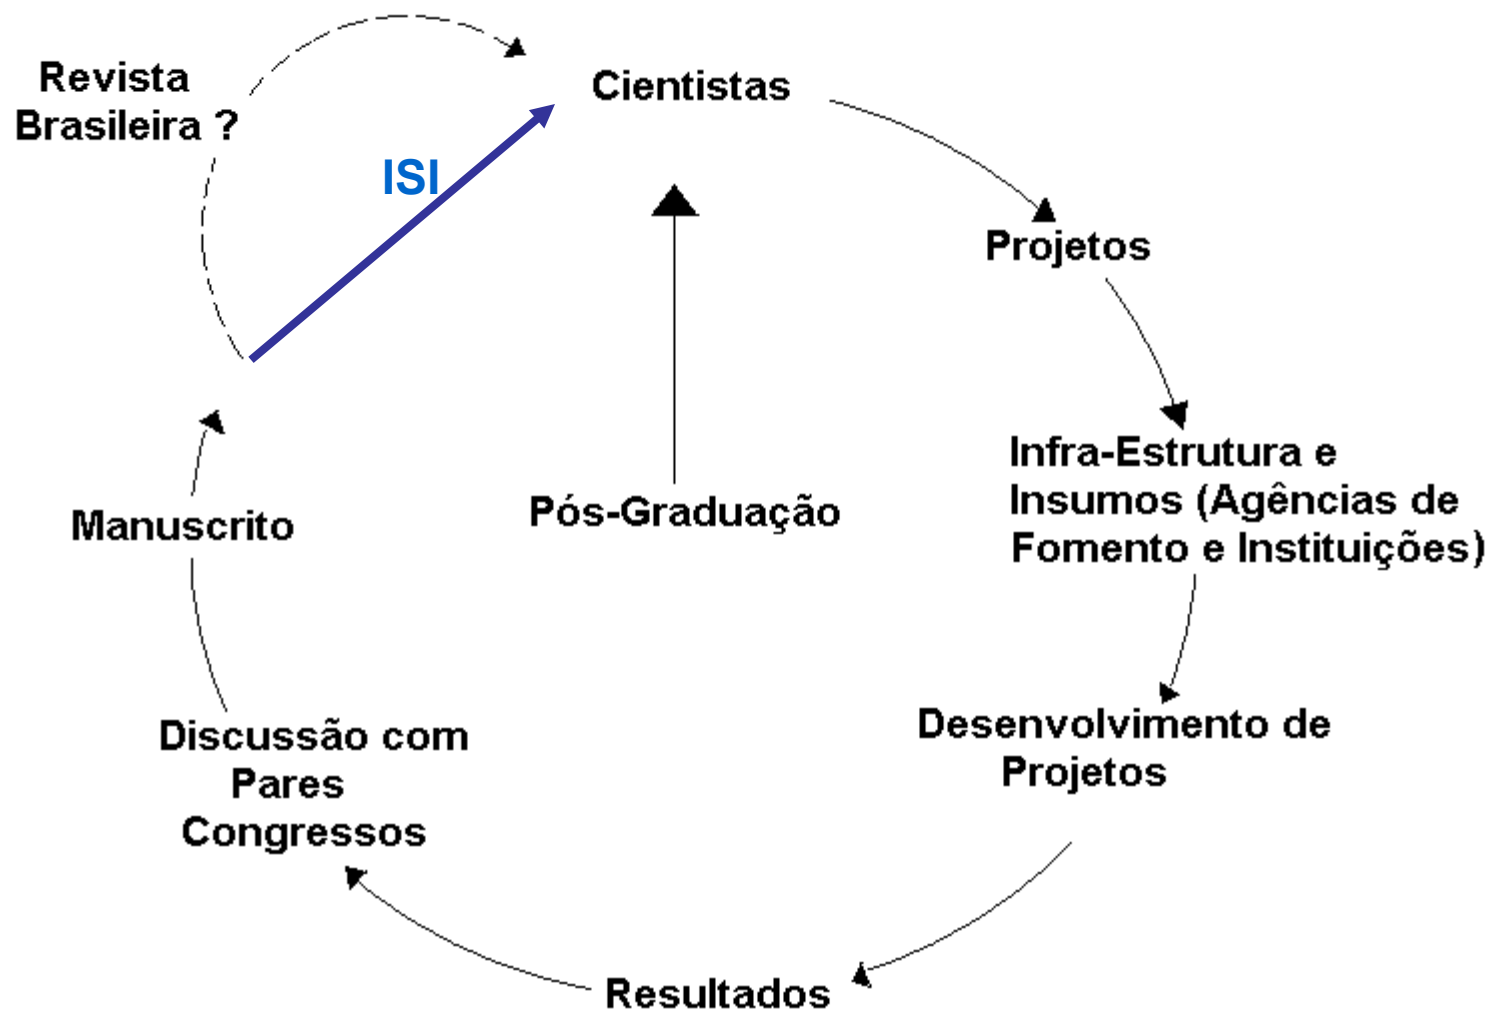 Revista
Brasileira ?
ISI
Cientistas
Projetos
Infra-Estrutura e
Insumos (Agências de
Fomento e Instituições)
Pós-Graduação
Manuscrito
Desenvolvimento de
Projetos
Discussão com
Pares
Congressos
Resultados